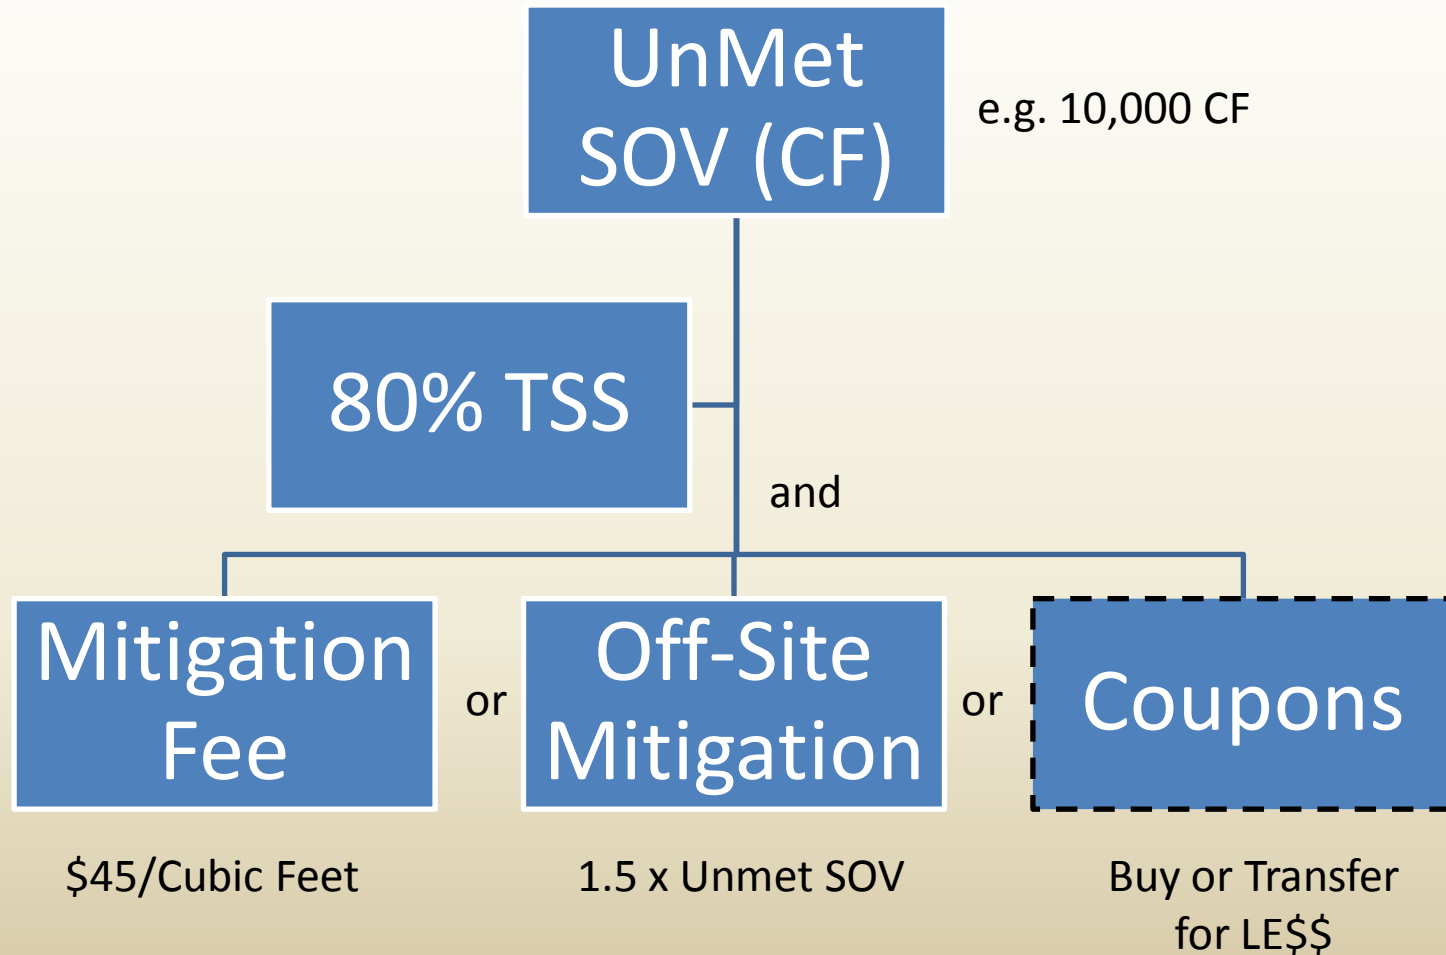 UnMet
SOV (CF)
e.g. 10,000 CF
80% TSS
and
Mitigation
Fee
or
Off-Site
Mitigation
or
Coupons
$45/Cubic Feet
1.5 x Unmet SOV
Buy or Transfer
for LE$$